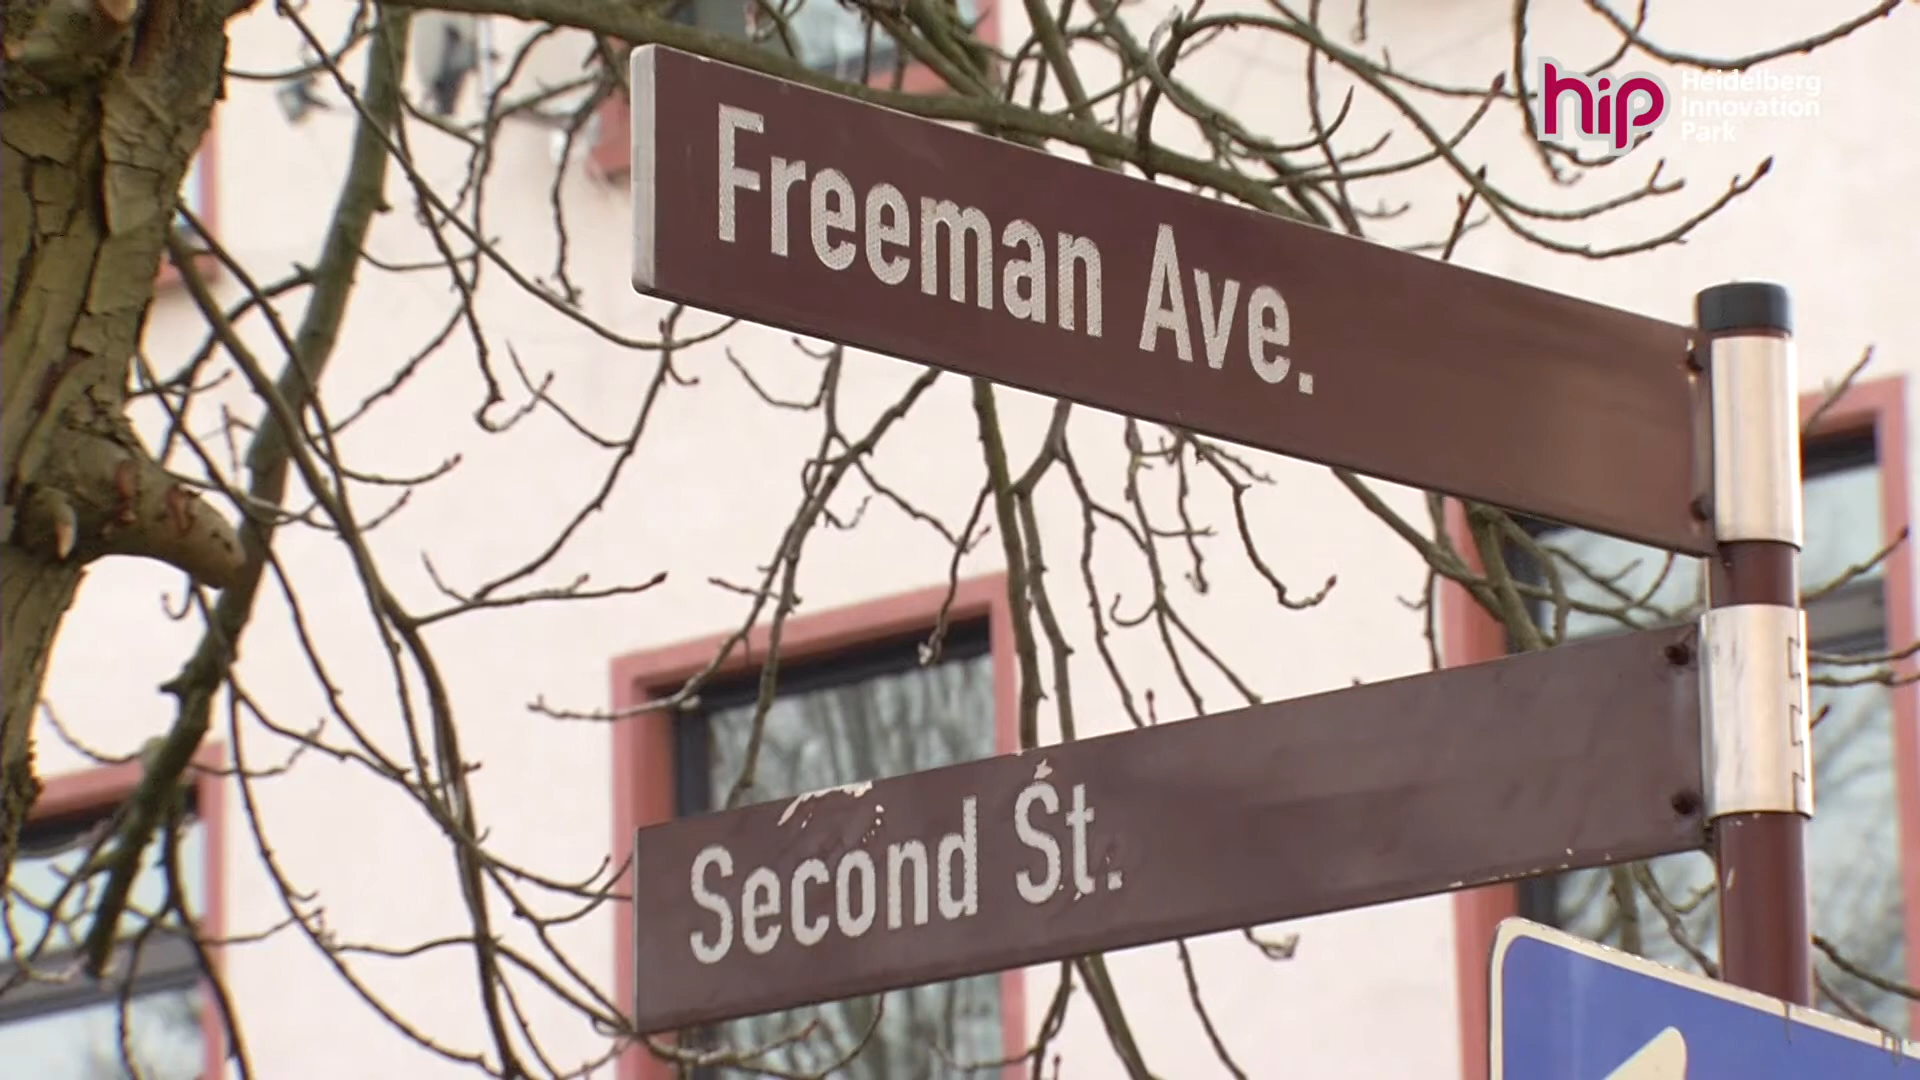 hip
Heidelberg
Innovation
Park
Freeman Ave.
Second St.